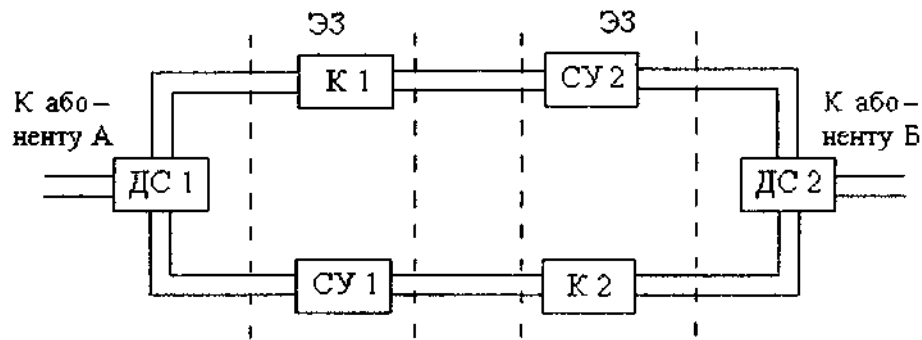 ЭЗ
ЭЗ
К 1
СУ 2
К або-
ненту А
К або-
ненту Б
ДС 1
ДС 2
СУ 1
К 2